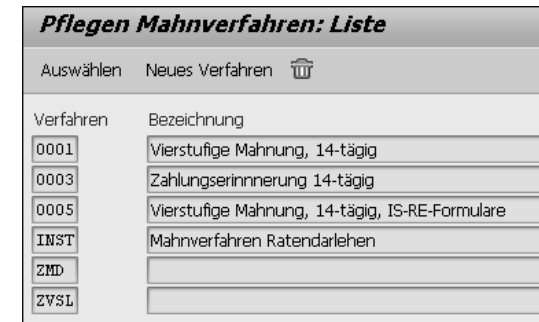 Pflegen Mahnverfahren: Liste
Auswählen Neues Verfahren
Verfahren Bezeichnung
0001 Vierstufige Mahnung, 14-tägig
0003 Zahlungserinnnerung 14-tägig
0005 Vierstufige Mahnung, 14-tägig, IS-RE-Formulare
INST Mahnverfahren Ratendarlehen
ZMD
ZVSL